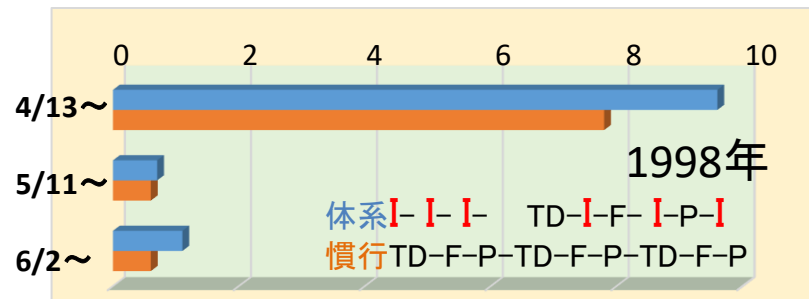 0 2 4 6 8 10
4/13～
5/11～
6/2～
1998年
体系I- I- I- TD-I-F- I-P-I
慣行TD-F-P-TD-F-P-TD-F-P